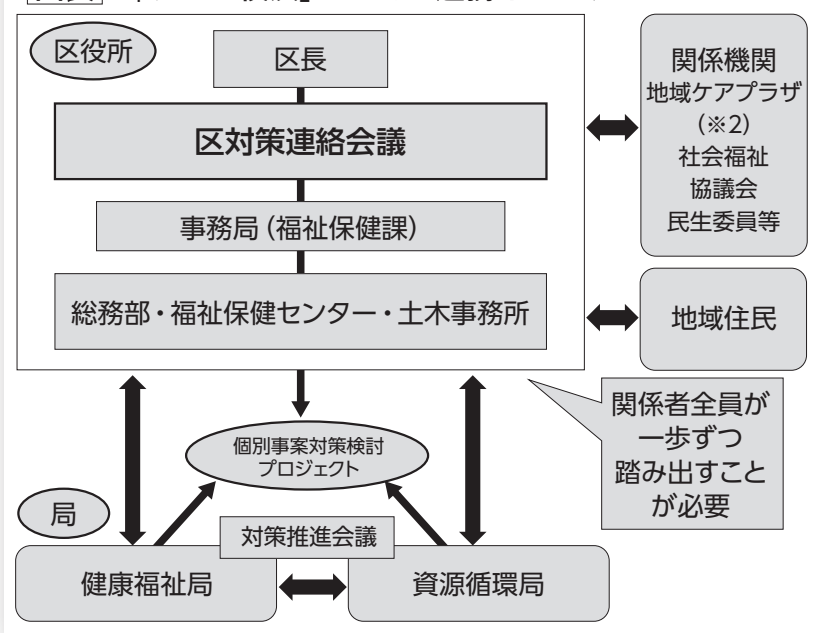 区役所
区長
区対策連絡会議
事務局(福祉保健課)
総務部・福祉保健センター・土木事務所
関係機関
地域ケアプラザ
(※2)
社会福祉
協議会
民生委員等
地域住民
関係者全員が
一歩ずつ
踏み出すこと
が必要
個別事案対策検討
プロジェクト
局
対策推進会議
健康福祉局
資源循環局